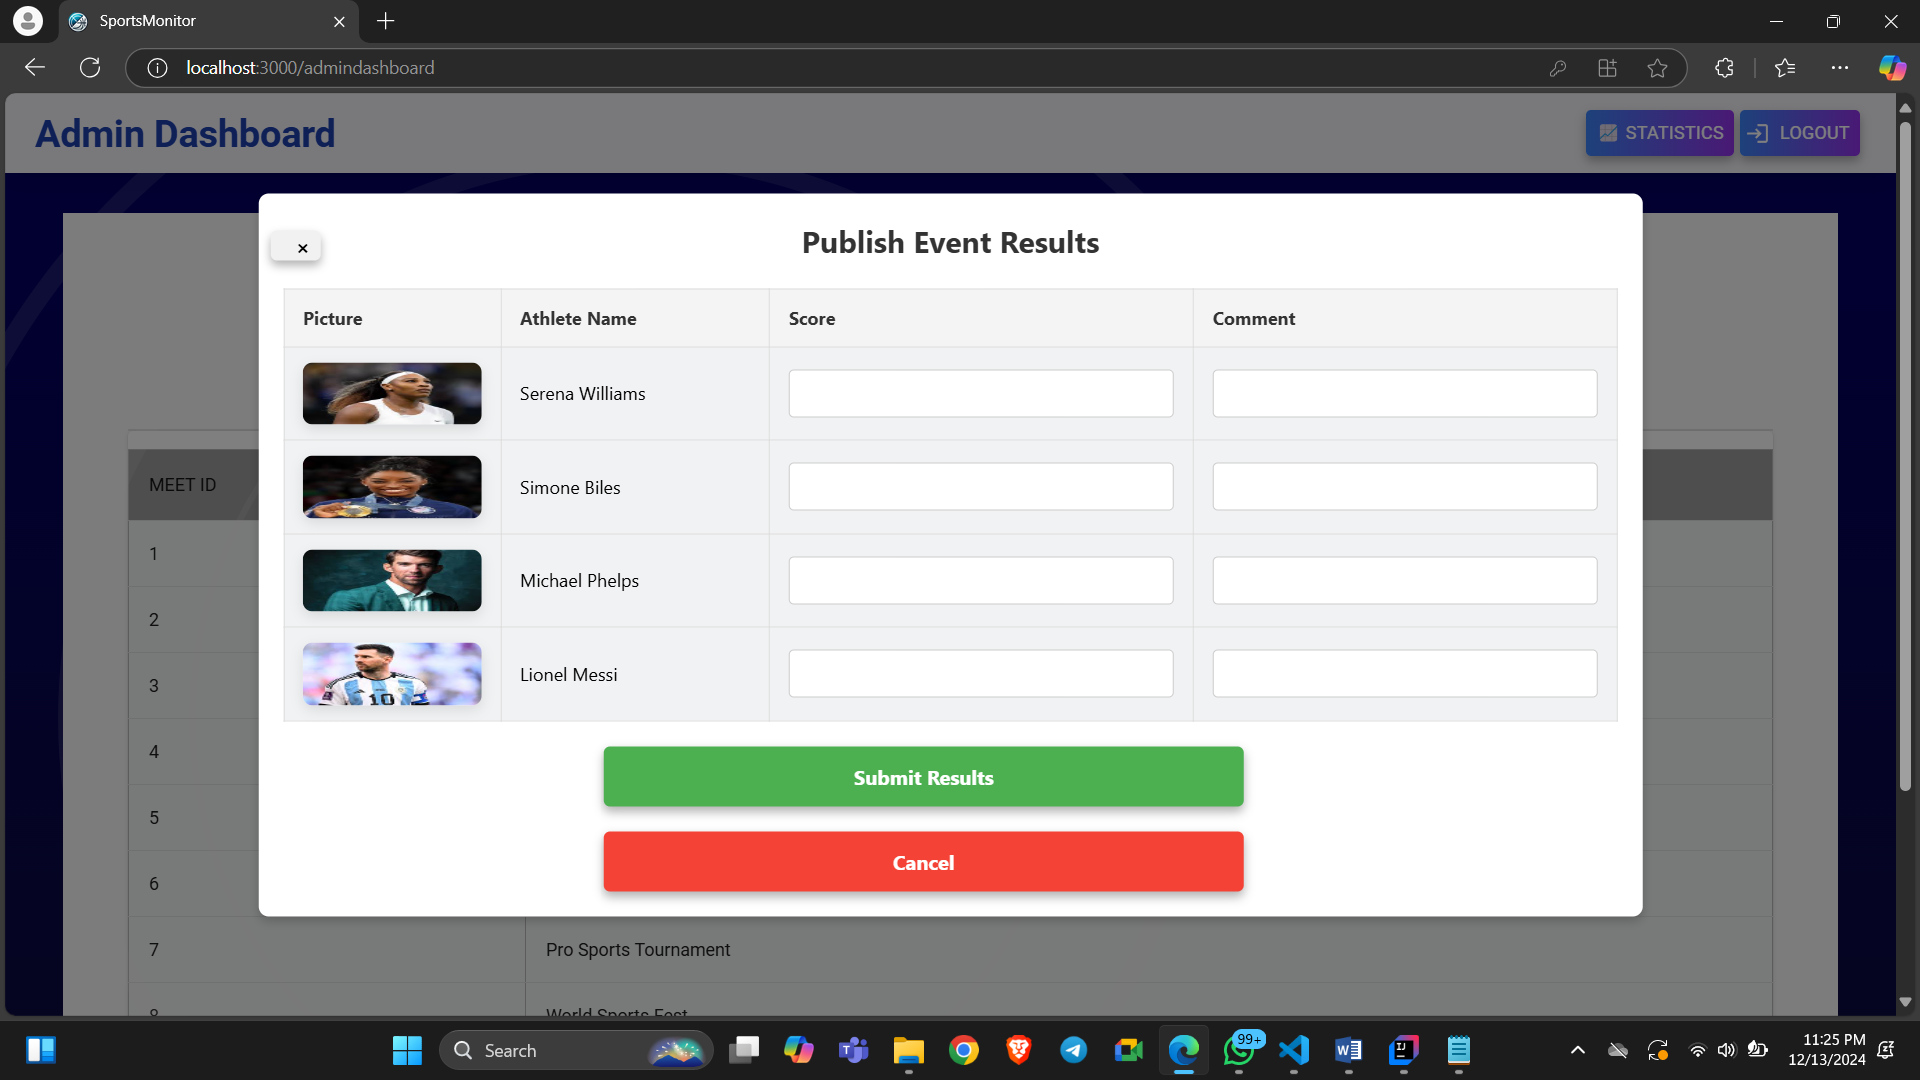 SportsMonitor
localhost:3000/admindashboard
Admin Dashboard
STATISTICS
LOGOUT
Publish Event Results
×
Picture
Athlete Name
Score
Comment
Serena Williams
Simone Biles
Michael Phelps
10
Lionel Messi
MEET ID
1
2
3
4
5
6
Submit Results
Cancel
7
Pro Sports Tournament
8
World Sports Fest
Search
99+
11:25 PM
12/13/2024